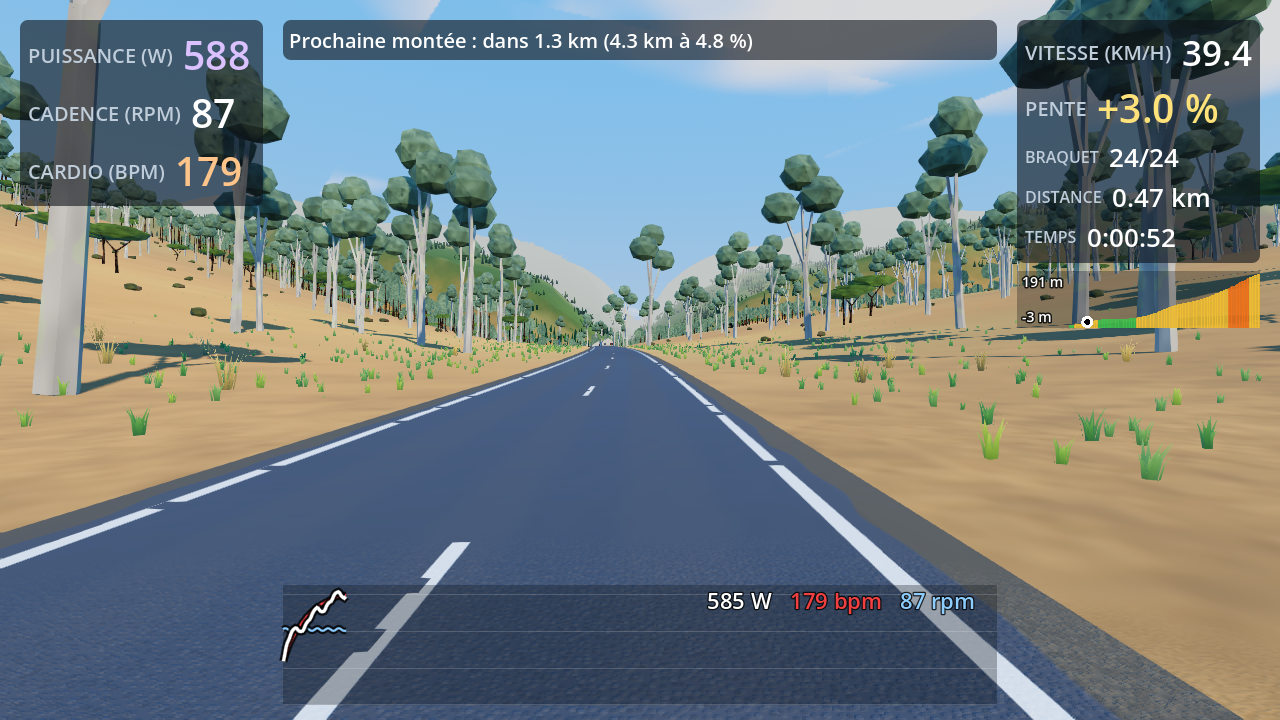 PUISSANCE (W) 588
CADENCE (RPM) 87
CARDIO (BPM) 179
Prochaine montée : dans 1.3 km (4.3 km à 4.8 %)
VITESSE (KM/H) 39.4
PENTE +3.0 %
BRAQUET 24/24
DISTANCE 0.47 km
TEMPS 0:00:52
191 m
-3 m
585 W 179 bpm 87 rpm